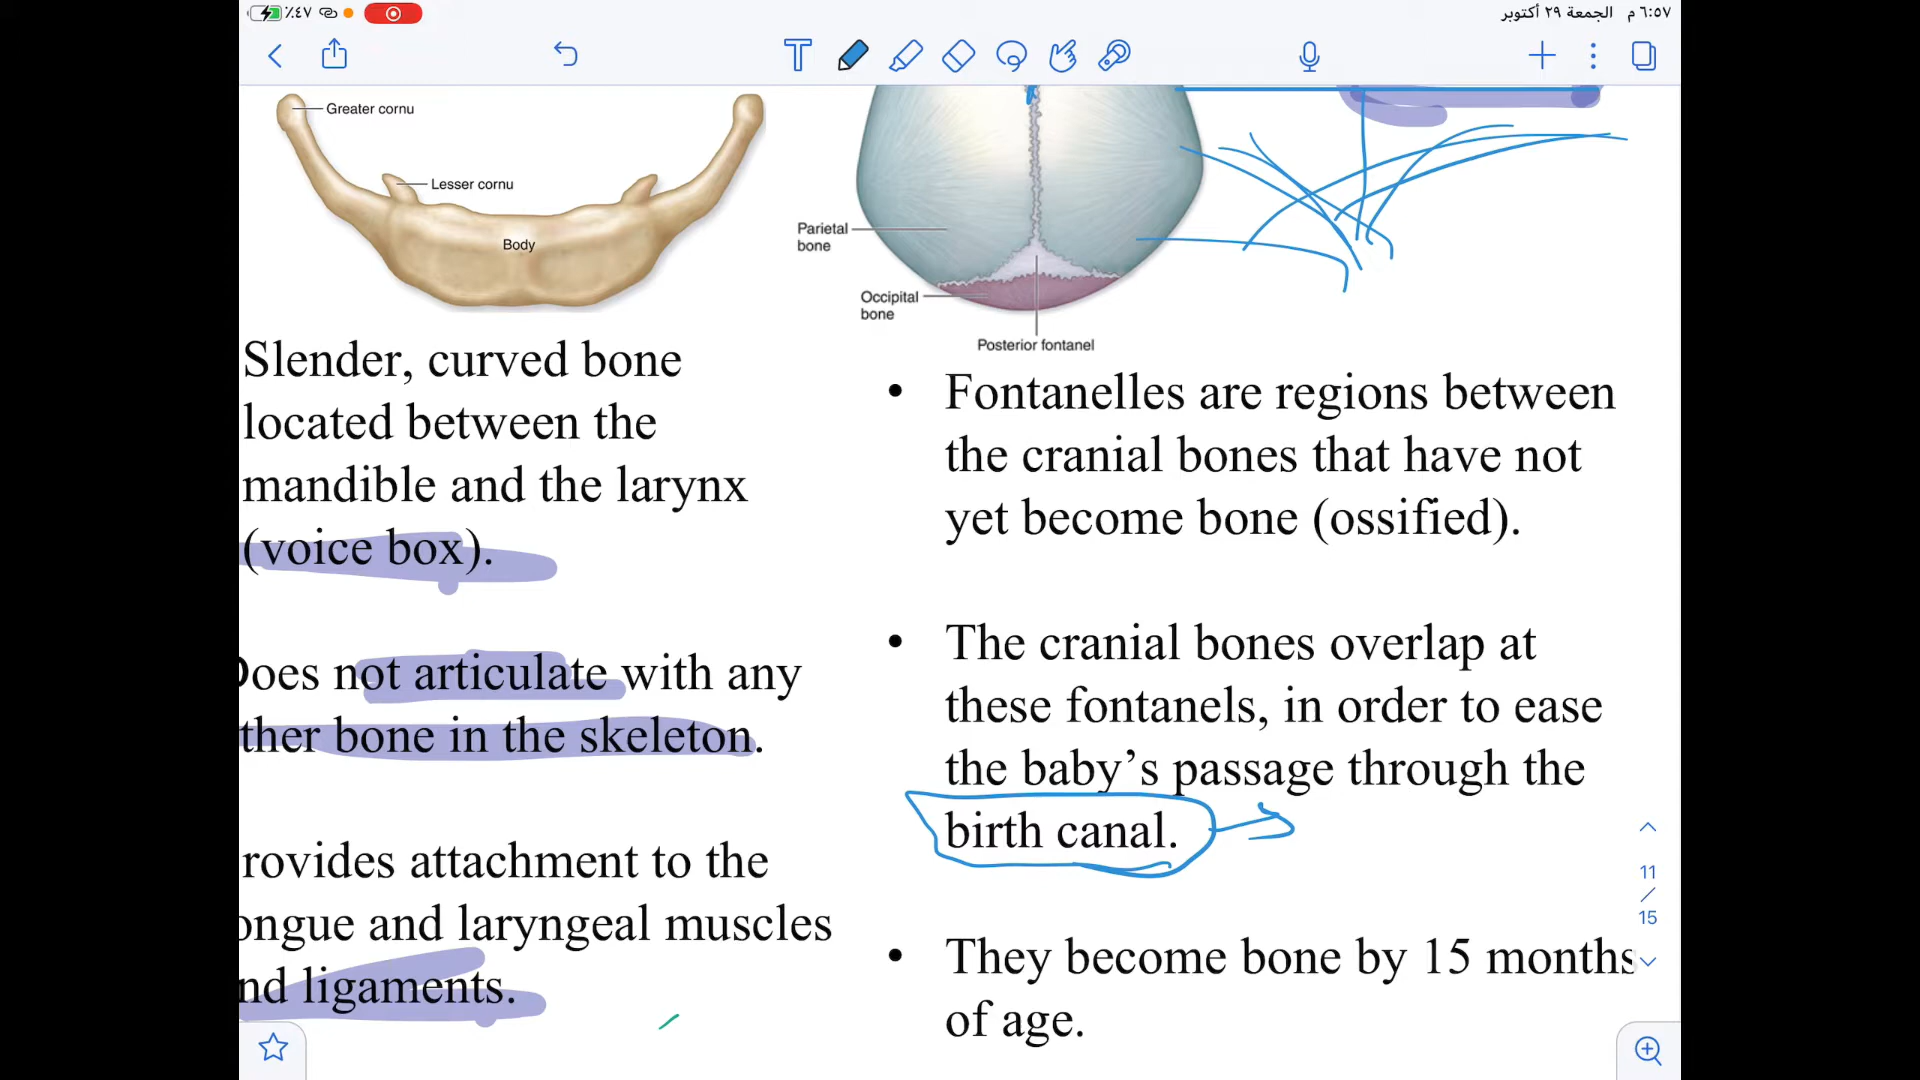 ٤٧٪
٦:٥٧ م الجمعة ٢٩ أكتوبر
Greater cornu
Lesser cornu
Body
Slender, curved bone
located between the
mandible and the larynx
(voice box).
Does not articulate with any
ther bone in the skeleton.
rovides attachment to the
ongue and laryngeal muscles
nd ligaments.
Parietal
bone
Occipital
bone
Posterior fontanel
• Fontanelles are regions between
the cranial bones that have not
yet become bone (ossified).
• The cranial bones overlap at
these fontanels, in order to ease
the baby’s passage through the
birth canal.
• They become bone by 15 months
of age.
11
/
15